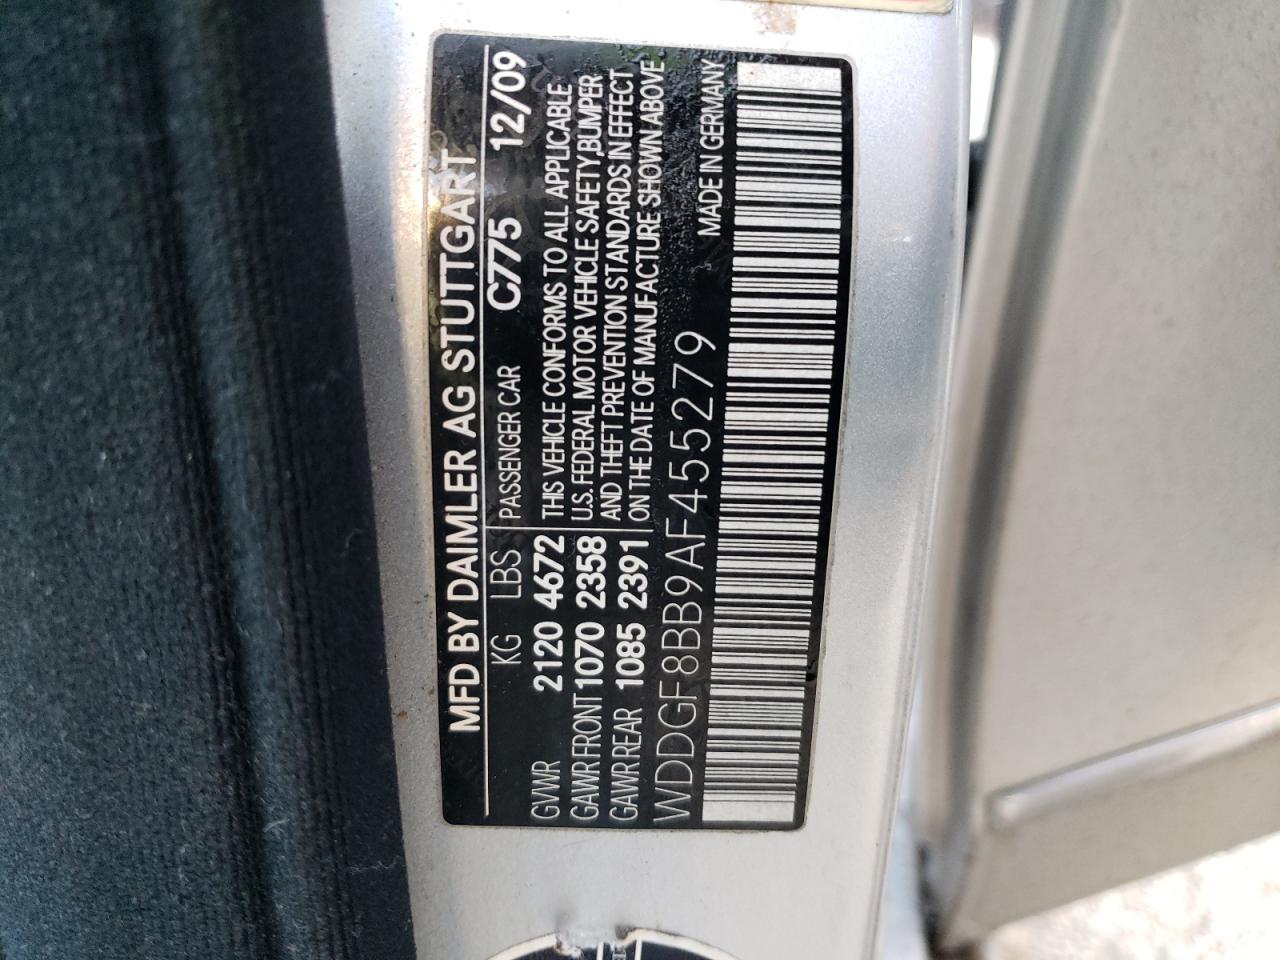 MFD BY DAIMLER AG STUTTGART
KG LBS PASSENGER CAR C775 12/09
GVWR 2120 4672 THIS VEHICLE CONFORMS TO ALL APPLICABLE
GAWR FRONT 1070 2358 U.S. FEDERAL MOTOR VEHICLE SAFETY,BUMPER
GAWR REAR 1085 2391 AND THEFT PREVENTION STANDARDS IN EFFECT
ON THE DATE OF MANUFACTURE SHOWN ABOVE
WDDGF8BB9AF455279 MADE IN GERMANY